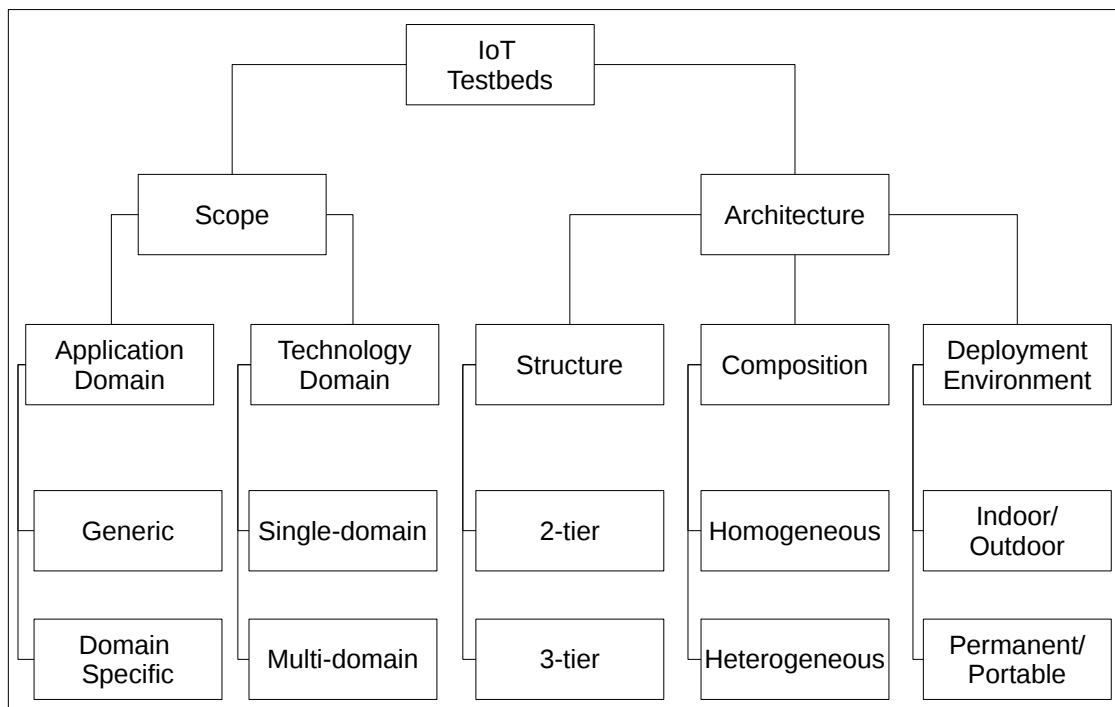 IoT
Testbeds
Scope
Architecture
Application
Domain
Technology
Domain
Structure
Composition
Deployment
Environment
Generic
Single-domain
2-tier
Homogeneous
Indoor/
Outdoor
Domain
Specific
Multi-domain
3-tier
Heterogeneous
Permanent/
Portable